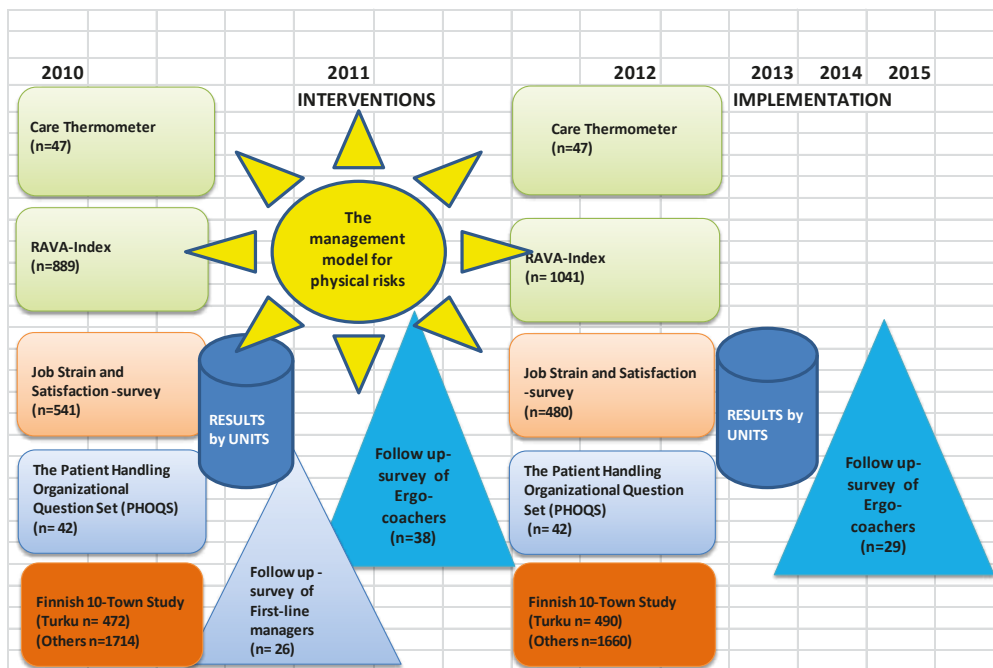 2010
2011
2012
2013
2014
2015
INTERVENTIONS
IMPLEMENTATION
Care Thermometer
(n=47)
RAVA-Index
(n=889)
Job Strain and
Satisfaction -survey
(n=541)
The Patient Handling
Organizational
Question Set (PHOQS)
(n= 42)
Finnish 10-Town Study
(Turku n= 472)
(Others n=1714)
The
management
model for
physical risks
RESULTS
by UNITS
Follow up -
survey of
First-line
managers
(n= 26)
Follow up-
survey of
Ergo-
coachers
(n=38)
Care Thermometer
(n=47)
RAVA-Index
(n= 1041)
Job Strain and Satisfaction
-survey
(n=480)
The Patient Handling
Organizational Question
Set (PHOQS)
(n= 42)
Finnish 10-Town Study
(Turku n= 490)
(Others n=1660)
RESULTS by
UNITS
Follow up-
survey of
Ergo-
coachers
(n=29)